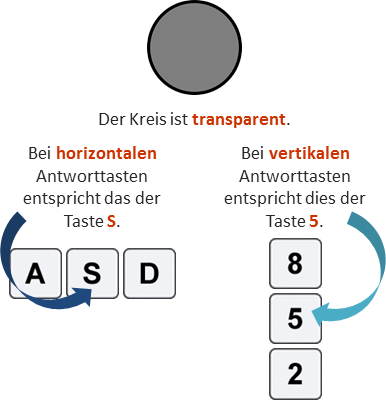 Der Kreis ist transparent.
Bei horizontalen
Antworttasten
entspricht das der
Taste S.
Bei vertikalen
Antworttasten
entspricht dies der
Taste 5.
A S D
8
5
2